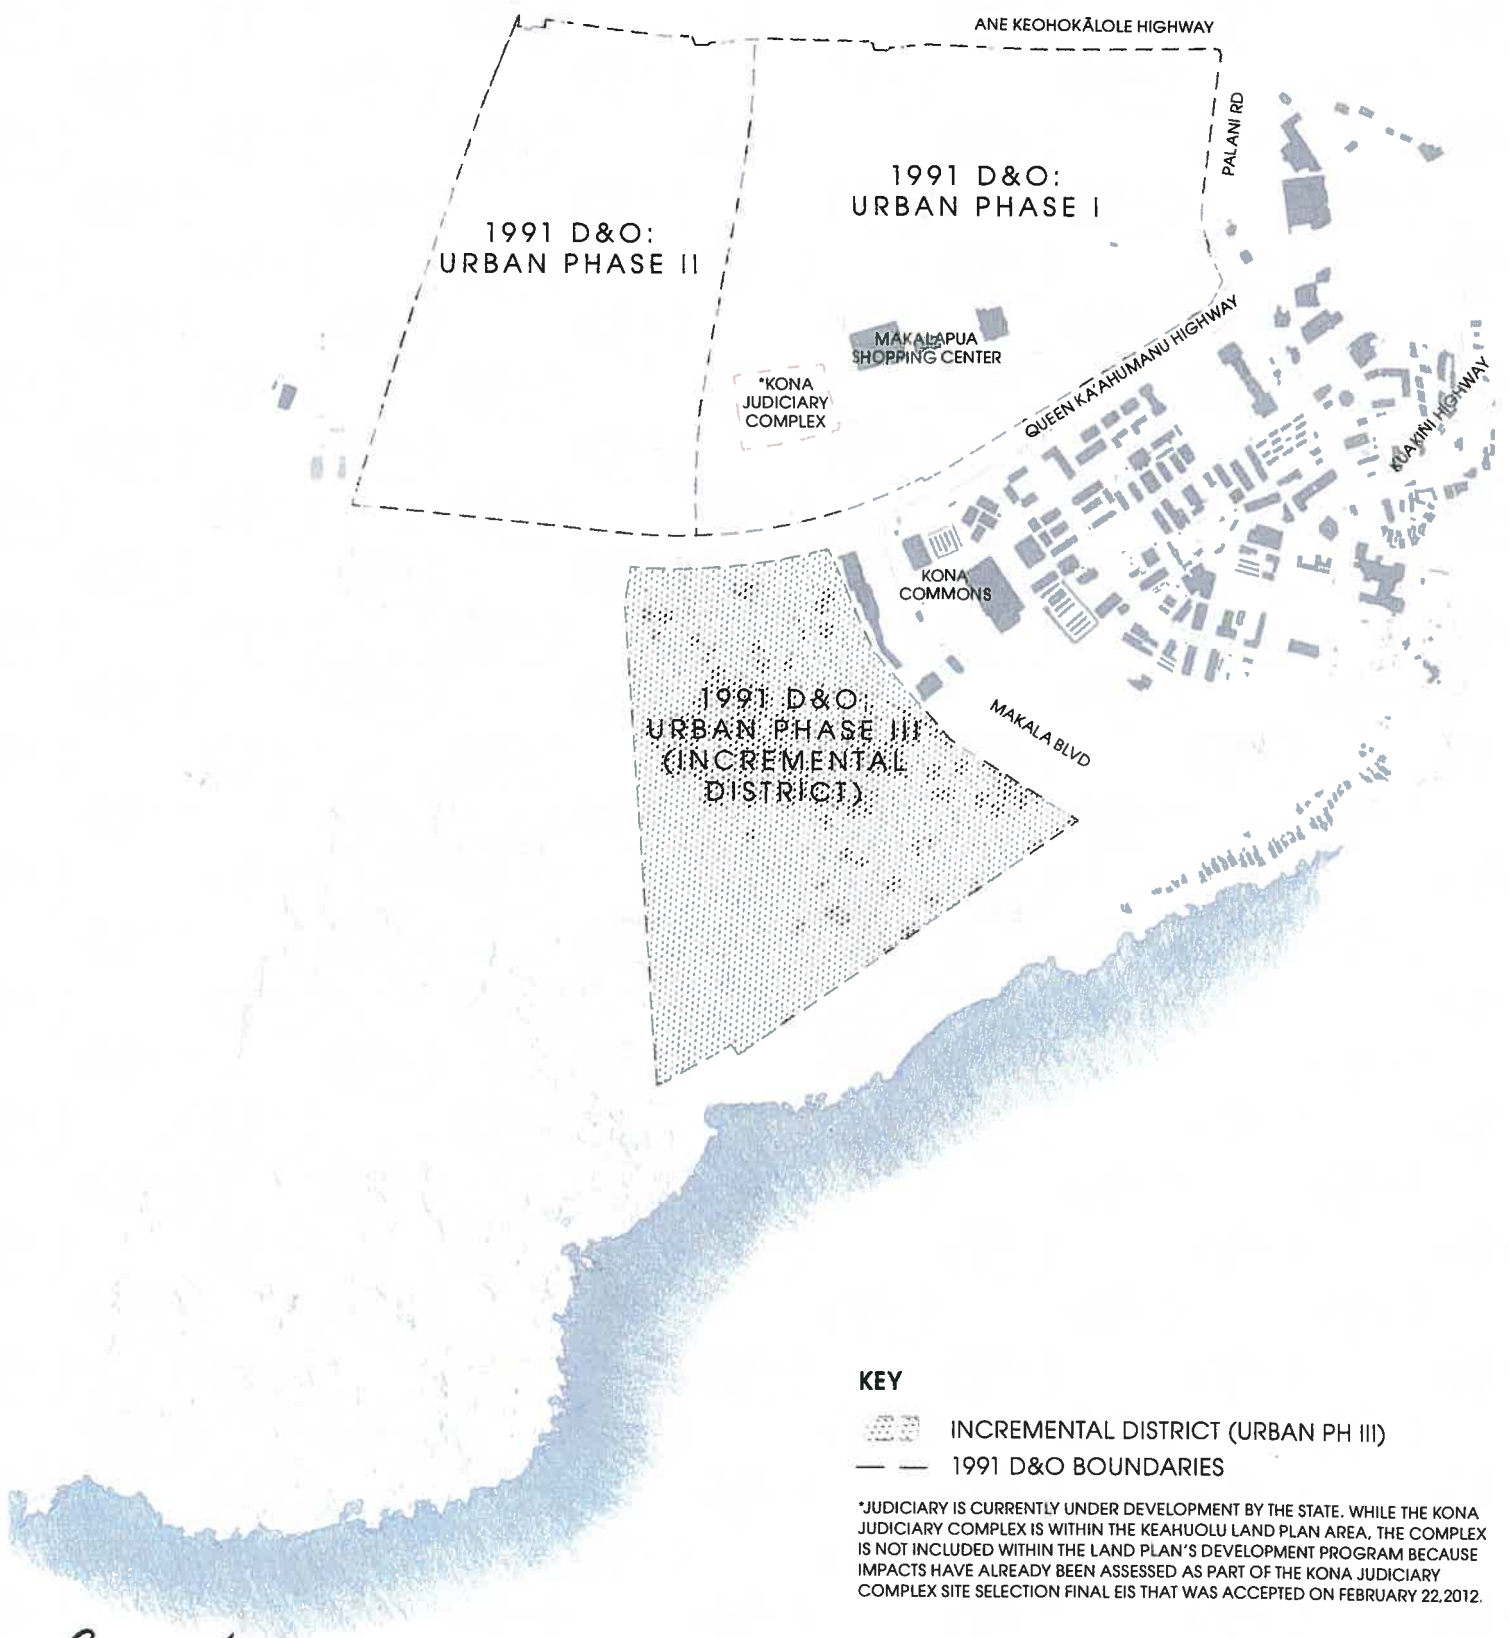 ANE KEOHOKĀLOLE HIGHWAY
PALANI RD
1991 D&O:
URBAN PHASE I
1991 D&O:
URBAN PHASE II
MAKALAPUA
SHOPPING CENTER
*KONA
JUDICIARY
COMPLEX
QUEEN KA'AHUMANU HIGHWAY
KUAKINI HIGHWAY
KONA
COMMONS
1991 D&O:
URBAN PHASE III
(INCREMENTAL
DISTRICT)
MAKALA BLVD
KEY
INCREMENTAL DISTRICT (URBAN PH III)
1991 D&O BOUNDARIES
*JUDICIARY IS CURRENTLY UNDER DEVELOPMENT BY THE STATE. WHILE THE KONA
JUDICIARY COMPLEX IS WITHIN THE KEAHUOLU LAND PLAN AREA, THE COMPLEX
IS NOT INCLUDED WITHIN THE LAND PLAN'S DEVELOPMENT PROGRAM BECAUSE
IMPACTS HAVE ALREADY BEEN ASSESSED AS PART OF THE KONA JUDICIARY
COMPLEX SITE SELECTION FINAL EIS THAT WAS ACCEPTED ON FEBRUARY 22,2012.